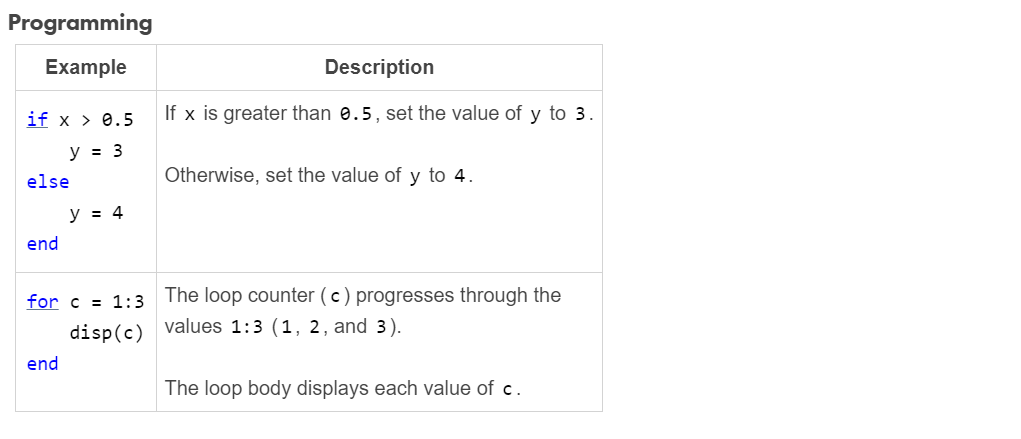 Programming
Example Description
if x > 0.5
    y = 3
else
    y = 4
end
If x is greater than 0.5, set the value of y to 3.
Otherwise, set the value of y to 4.
for c = 1:3
    disp(c)
end
The loop counter (c) progresses through the
values 1:3 (1, 2, and 3).
The loop body displays each value of c.